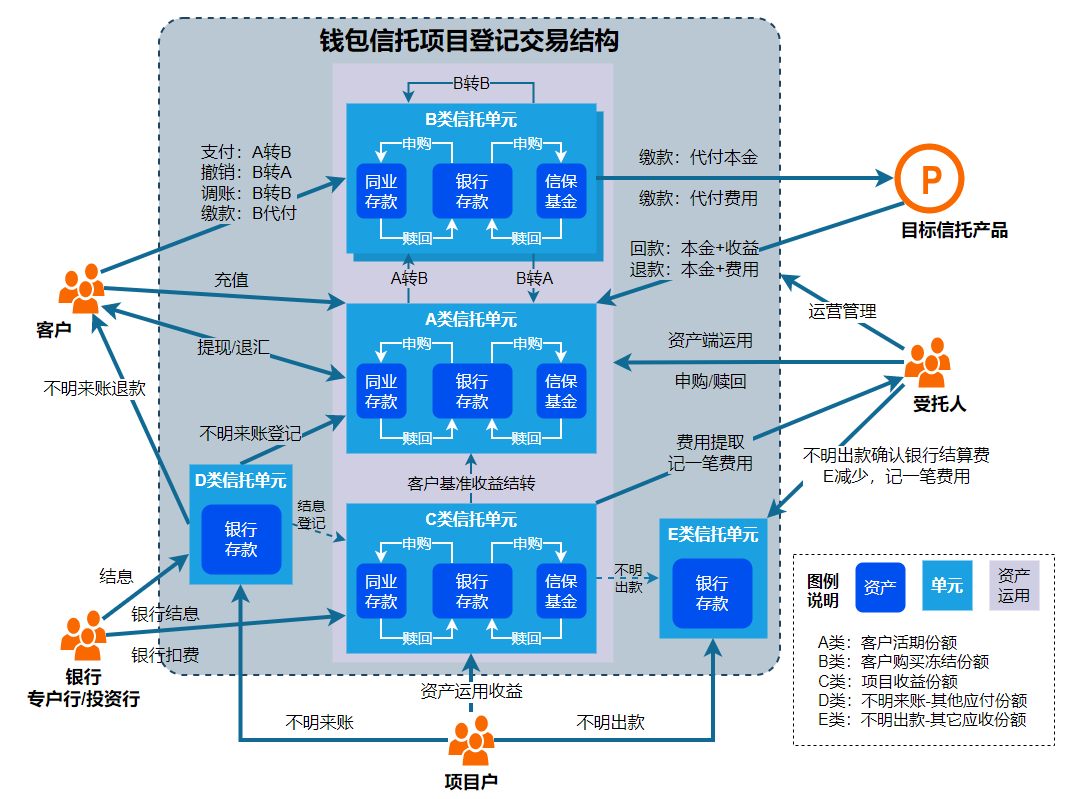 钱包信托项目登记交易结构
B转B
B类信托单元
申购
申购
同业
存款
银行
存款
信保
基金
赎回
赎回
支付：A转B
撤销：B转A
调账：B转B
缴款：B代付
缴款：代付本金
缴款：代付费用
P
目标信托产品
回款：本金+收益
退款：本金+费用
A转B
B转A
充值
客户
提现/退汇
不明来账退款
A类信托单元
申购
申购
同业
存款
银行
存款
信保
基金
赎回
赎回
运营管理
资产端运用
申购/赎回
受托人
不明来账登记
费用提取
记一笔费用
不明出款确认银行结算费
E减少，记一笔费用
客户基准收益结转
D类信托单元
银行
存款
结息
登记
C类信托单元
申购
申购
同业
存款
银行
存款
信保
基金
赎回
赎回
不明
出款
E类信托单元
银行
存款
结息
银行结息
银行扣费
银行
专户行/投资行
资产运用收益
不明来账
不明出款
项目户
图例
说明
资产
单元
资产
运用
A类：客户活期份额
B类：客户购买冻结份额
C类：项目收益份额
D类：不明来账-其他应付份额
E类：不明出款-其它应收份额